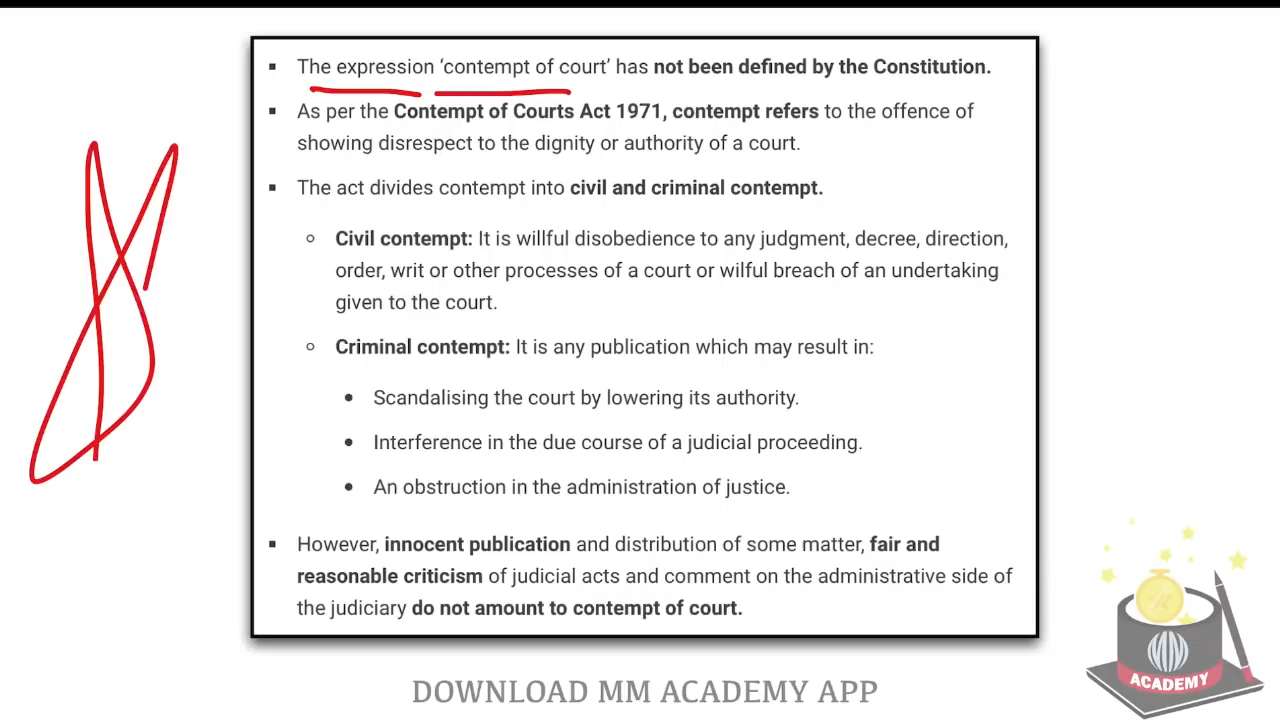 The expression ‘contempt of court’ has not been defined by the Constitution.
As per the Contempt of Courts Act 1971, contempt refers to the offence of
showing disrespect to the dignity or authority of a court.
The act divides contempt into civil and criminal contempt.
Civil contempt: It is willful disobedience to any judgment, decree, direction,
order, writ or other processes of a court or wilful breach of an undertaking
given to the court.
Criminal contempt: It is any publication which may result in:
Scandalising the court by lowering its authority.
Interference in the due course of a judicial proceeding.
An obstruction in the administration of justice.
However, innocent publication and distribution of some matter, fair and
reasonable criticism of judicial acts and comment on the administrative side of
the judiciary do not amount to contempt of court.
ACADEMY
DOWNLOAD MM ACADEMY APP